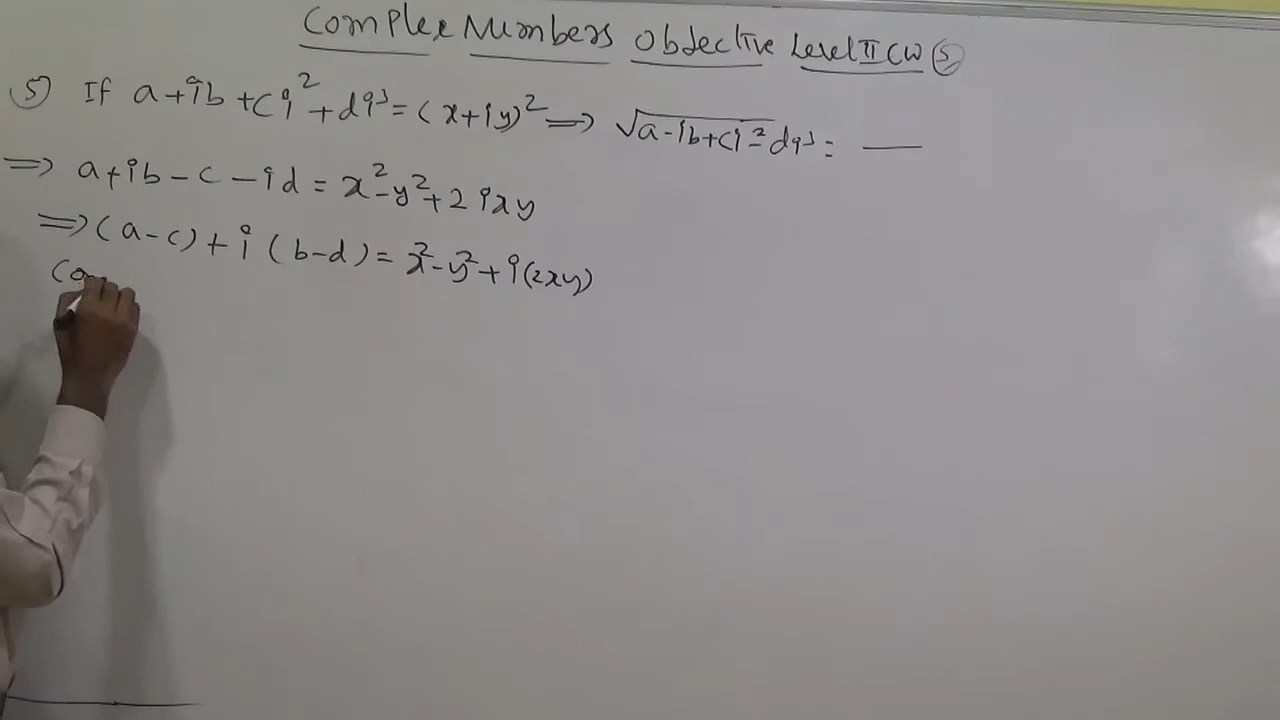 Complex Numbers Objective Level II CW (5)
5) If a+ib+ci²+di³=(x+iy)² ⟹ √a-ib+ci²-di³ = ___
⟹ a+ib-c-id = x²-y²+2ixy
⟹(a-c)+i(b-d)=x²-y²+i(2xy)
Co